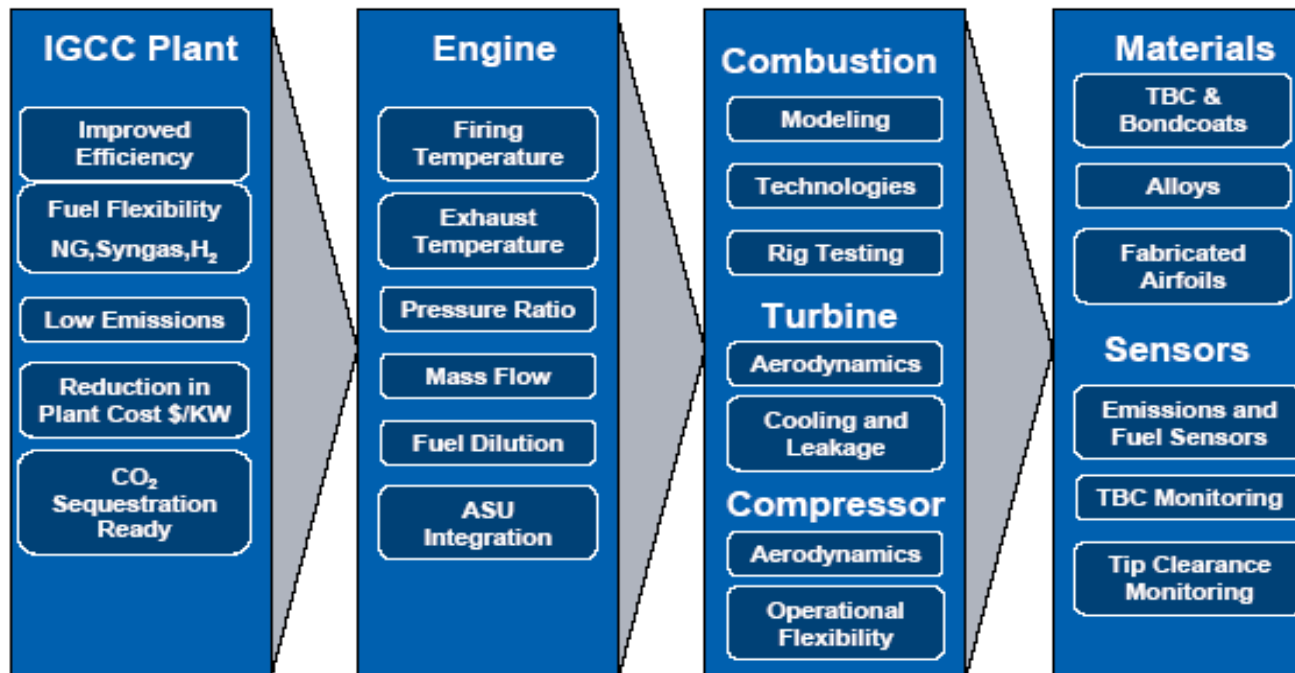 IGCC Plant
Improved
Efficiency
Fuel Flexibility
NG,Syngas,H₂
Low Emissions
Reduction in
Plant Cost $/KW
CO₂
Sequestration
Ready
Engine
Firing
Temperature
Exhaust
Temperature
Pressure Ratio
Mass Flow
Fuel Dilution
ASU
Integration
Combustion
Modeling
Technologies
Rig Testing
Turbine
Aerodynamics
Cooling and
Leakage
Compressor
Aerodynamics
Operational
Flexibility
Materials
TBC &
Bondcoats
Alloys
Fabricated
Airfoils
Sensors
Emissions and
Fuel Sensors
TBC Monitoring
Tip Clearance
Monitoring